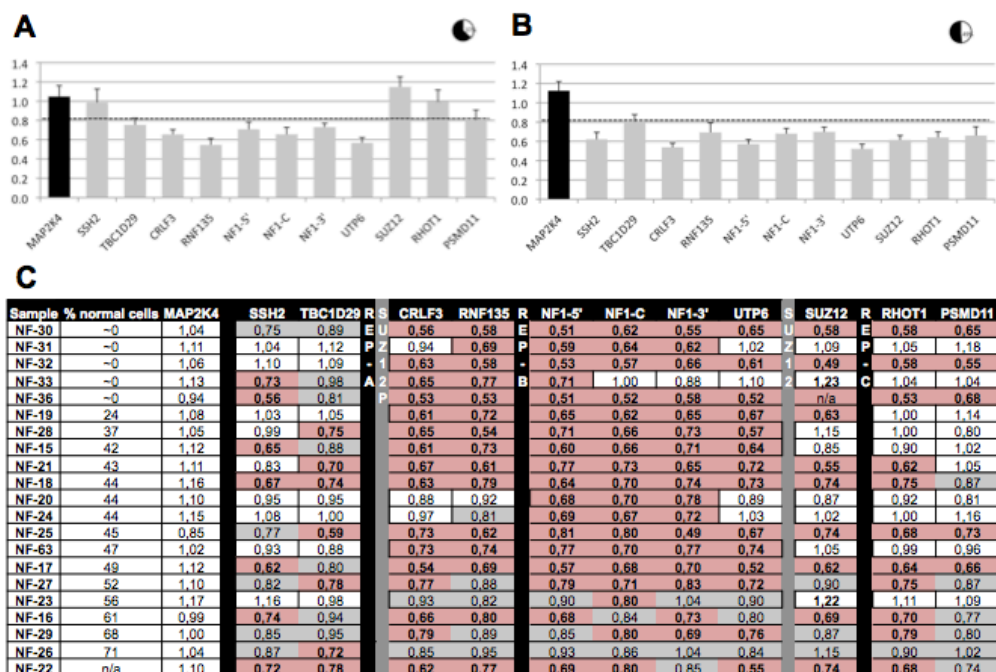 A
B
1.4
1.2
1.0
0.8
0.6
0.4
0.2
0.0
MAP2K4
SSH2
TBC1D29
CRLF3
RNF135
NF1-5'
NF1-C
NF1-3'
UTP6
SUZ12
RHOT1
PSMD11
1.4
1.2
1.0
0.8
0.6
0.4
0.2
0.0
MAP2K4
SSH2
TBC1D29
CRLF3
RNF135
NF1-5'
NF1-C
NF1-3'
UTP6
SUZ12
RHOT1
PSMD11
C
Sample % normal cells MAP2K4 SSH2 TBC1D29 REP-A SUZ12P CRLF3 RNF135 REP-B NF1-5' NF1-C NF1-3' UTP6 SUZ12 SUZ12 REP-C RHOT1 PSMD11
NF-30 ~0 1,04 0,75 0,89 0,56 0,58 0,51 0,62 0,55 0,65 0,58 0,58 0,65
NF-31 ~0 1,11 1,04 1,12 0,94 0,69 0,59 0,64 0,62 1,02 1,09 1,05 1,18
NF-32 ~0 1,06 1,10 1,09 0,63 0,58 0,53 0,57 0,66 0,61 0,49 0,58 0,55
NF-33 ~0 1,13 0,73 0,98 0,65 0,77 0,71 1,00 0,88 1,10 1,23 1,04 1,04
NF-36 ~0 0,94 0,56 0,81 0,53 0,53 0,51 0,52 0,58 0,52 n/a 0,53 0,68
NF-19 24 1,08 1,03 1,05 0,61 0,72 0,65 0,62 0,65 0,67 0,63 1,00 1,14
NF-28 37 1,05 0,99 0,75 0,65 0,54 0,71 0,66 0,73 0,57 1,15 1,00 0,80
NF-15 42 1,12 0,65 0,88 0,61 0,73 0,60 0,66 0,71 0,64 0,85 0,90 1,02
NF-21 43 1,11 0,83 0,70 0,67 0,61 0,77 0,73 0,65 0,72 0,55 0,62 1,05
NF-18 44 1,16 0,67 0,74 0,63 0,79 0,64 0,70 0,74 0,73 0,74 0,75 0,87
NF-20 44 1,10 0,95 0,95 0,88 0,92 0,68 0,70 0,78 0,89 0,87 0,92 0,81
NF-24 44 1,15 1,08 1,00 0,97 0,81 0,69 0,67 0,72 1,03 1,02 1,00 1,16
NF-25 45 0,85 0,77 0,59 0,73 0,62 0,81 0,80 0,49 0,67 0,74 0,68 0,73
NF-63 47 1,02 0,93 0,88 0,73 0,74 0,77 0,70 0,77 0,74 1,05 0,99 0,96
NF-17 49 1,12 0,62 0,80 0,54 0,69 0,57 0,68 0,70 0,52 0,62 0,64 0,66
NF-27 52 1,10 0,82 0,78 0,77 0,88 0,79 0,71 0,83 0,72 0,90 0,75 0,87
NF-23 56 1,17 1,16 0,98 0,93 0,82 0,90 0,80 1,04 0,90 1,22 1,11 1,09
NF-16 61 0,99 0,74 0,94 0,66 0,80 0,68 0,64 0,73 0,80 0,69 0,70 0,77
NF-29 68 1,00 0,85 0,95 0,79 0,89 0,85 0,80 0,69 0,76 0,87 0,79 0,80
NF-26 71 1,04 0,87 0,72 0,85 0,95 0,93 0,86 1,04 0,84 1,15 0,90 1,02
NF-22 n/a 1,10 0,72 0,78 0,62 0,77 0,69 0,80 0,85 0,55 0,74 0,68 0,74